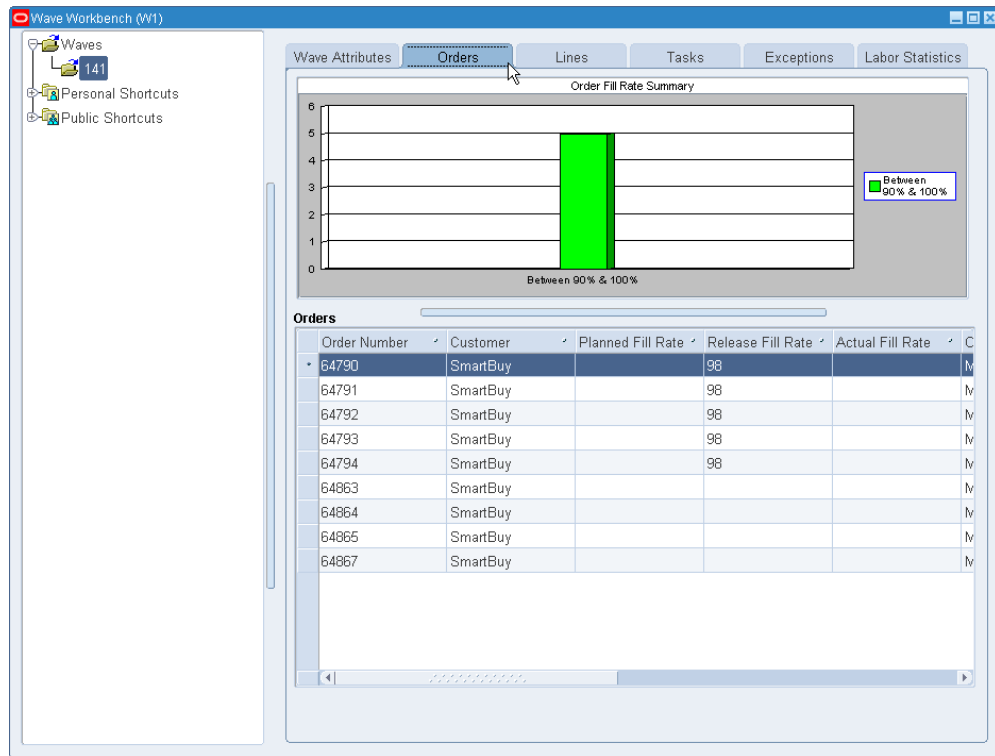 Wave Workbench (W1)
Waves
141
Personal Shortcuts
Public Shortcuts
Wave Attributes Orders Lines Tasks Exceptions Labor Statistics
Order Fill Rate Summary
6
5
4
3
2
1
0
Between 90% & 100%
Between
90% & 100%
Orders
Order Number Customer Planned Fill Rate Release Fill Rate Actual Fill Rate C
64790 SmartBuy 98 M
64791 SmartBuy 98 M
64792 SmartBuy 98 M
64793 SmartBuy 98 M
64794 SmartBuy 98 M
64863 SmartBuy M
64864 SmartBuy M
64865 SmartBuy M
64867 SmartBuy M